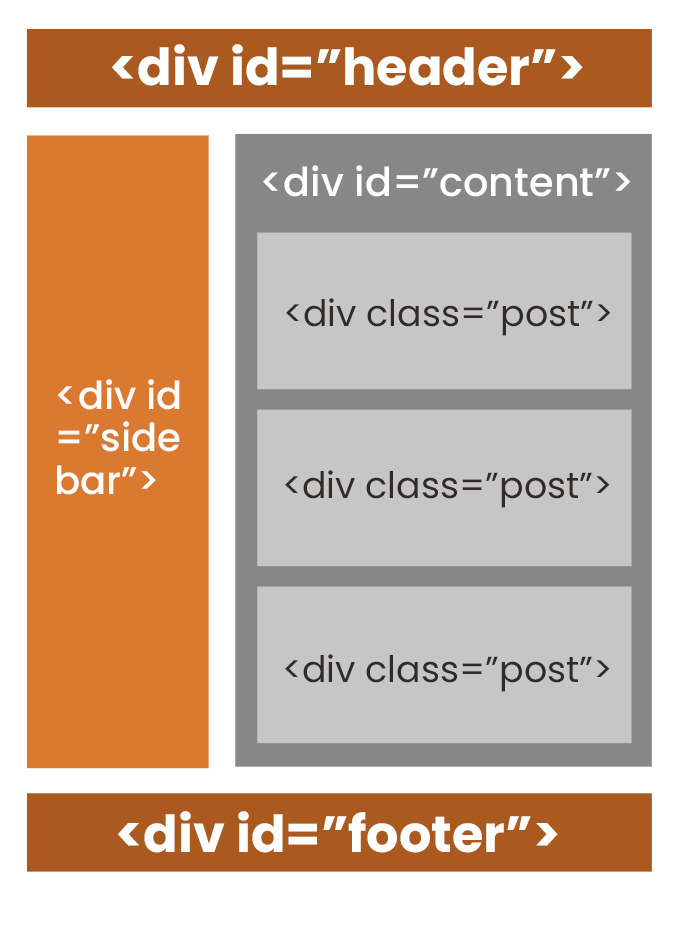 <div id=”header”>
<div id
=”side
bar”>
<div id=”content”>
<div class=”post”>
<div class=”post”>
<div class=”post”>
<div id=”footer”>